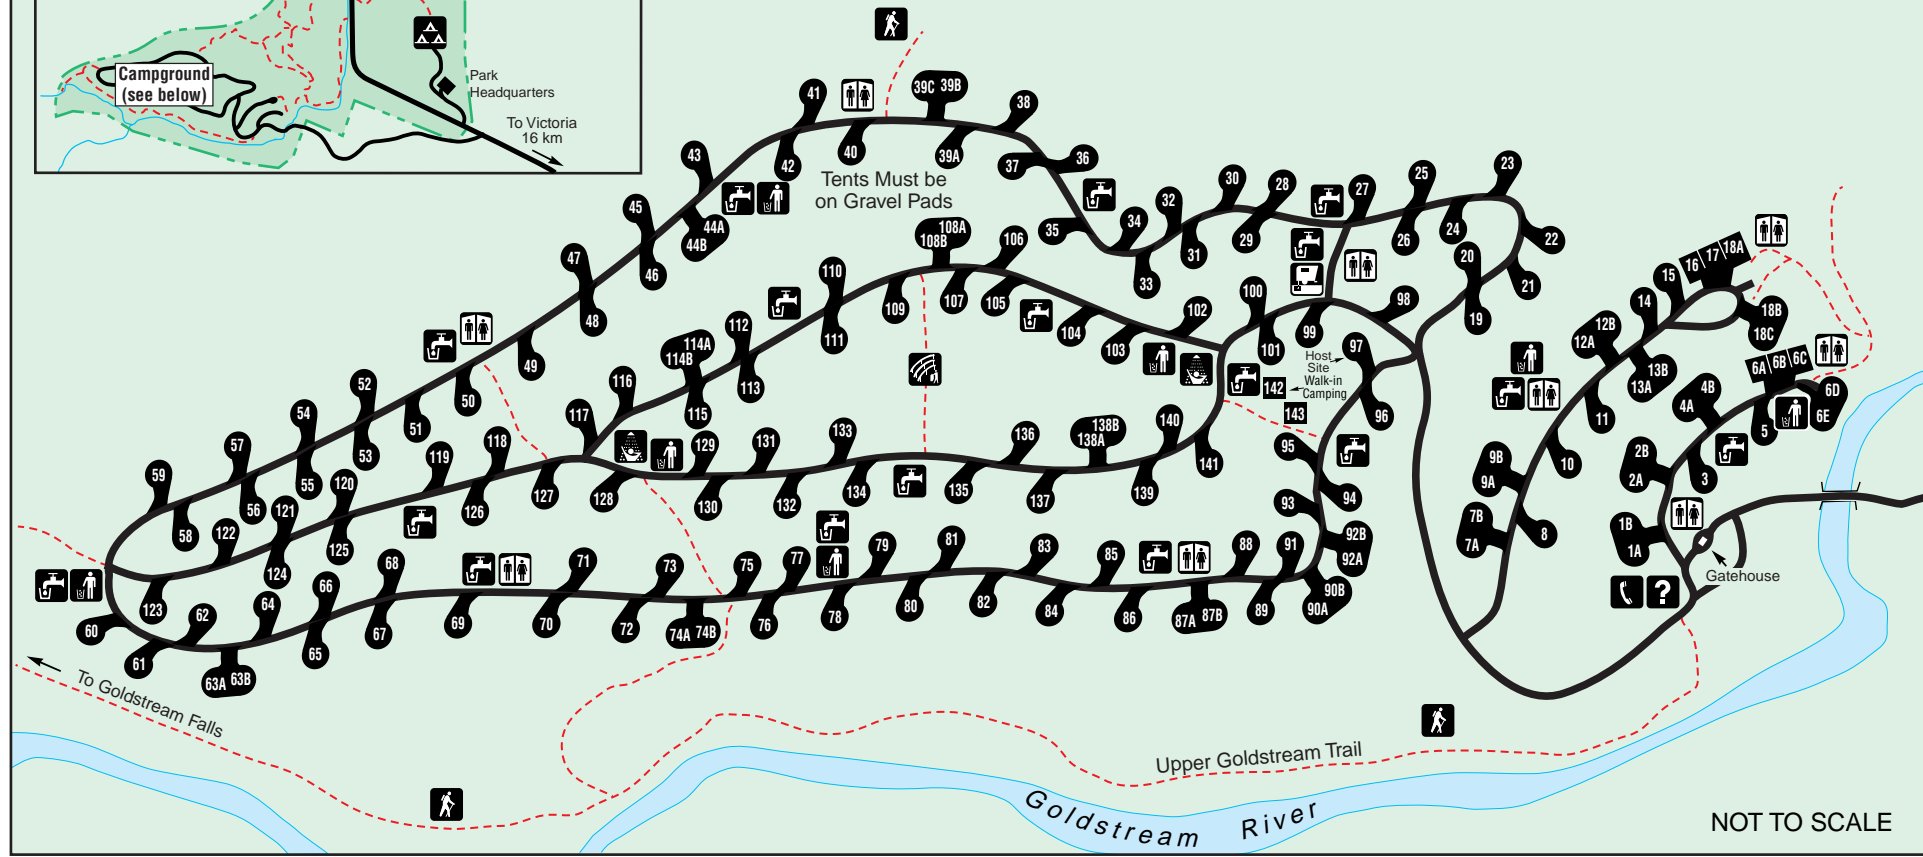 Campground
(see below)
Park
Headquarters
To Victoria
16 km
Tents Must be
on Gravel Pads
41
39C 39B
38
42
40
39A
37
36
43
44A
44B
45
46
47
48
49
50
51
52
53
54
55
56
57
58
59
60
61
62
63A 63B
64
65
66
67
68
69
70
71
72
73
74A 74B
75
76
77
78
79
80
81
82
83
84
85
86
87A 87B
88
89
90A
90B
91
92B
92A
93
94
95
96
97
98
99
100
101
102
103
104
105
106
107
108A
108B
109
110
111
112
113
114A
114B
115
116
117
118
119
120
121
122
123
124
125
126
127
128
129
130
131
132
133
134
135
136
137
138B
138A
139
140
141
142
143
Host
Site
Walk-in
Camping
35
34
33
32
31
30
29
28
27
26
25
24
23
22
21
20
19
16 17 18A
18B
18C
15
14
13B
13A
12B
12A
11
10
9B
9A
8
7B
7A
6A 6B 6C
6D
6E
5
4B
4A
3
2B
2A
1B
1A
?
Gatehouse
To Goldstream Falls
Upper Goldstream Trail
Goldstream River
NOT TO SCALE